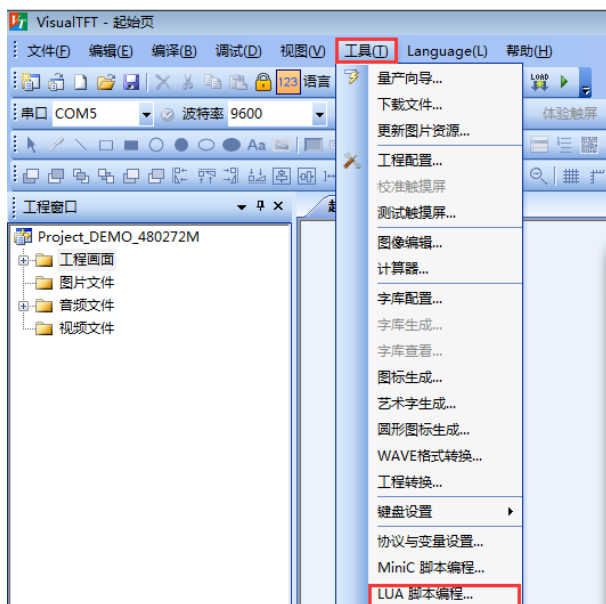 VisualTFT - 起始页
文件(F) 编辑(E) 编译(B) 调试(D) 视图(V) 工具(T) Language(L) 帮助(H)
123 语言 LOAD
串口 COM5 波特率 9600 体验触屏
Aa
工程窗口
Project_DEMO_480272M
工程画面
图片文件
音频文件
视频文件
量产向导...
下载文件...
更新图片资源...
工程配置...
校准触摸屏
测试触摸屏...
图像编辑...
计算器...
字库配置...
字库生成...
字库查看...
图标生成...
艺术字生成...
圆形图标生成...
WAVE格式转换...
工程转换...
键盘设置
协议与变量设置...
MiniC 脚本编程...
LUA 脚本编程...